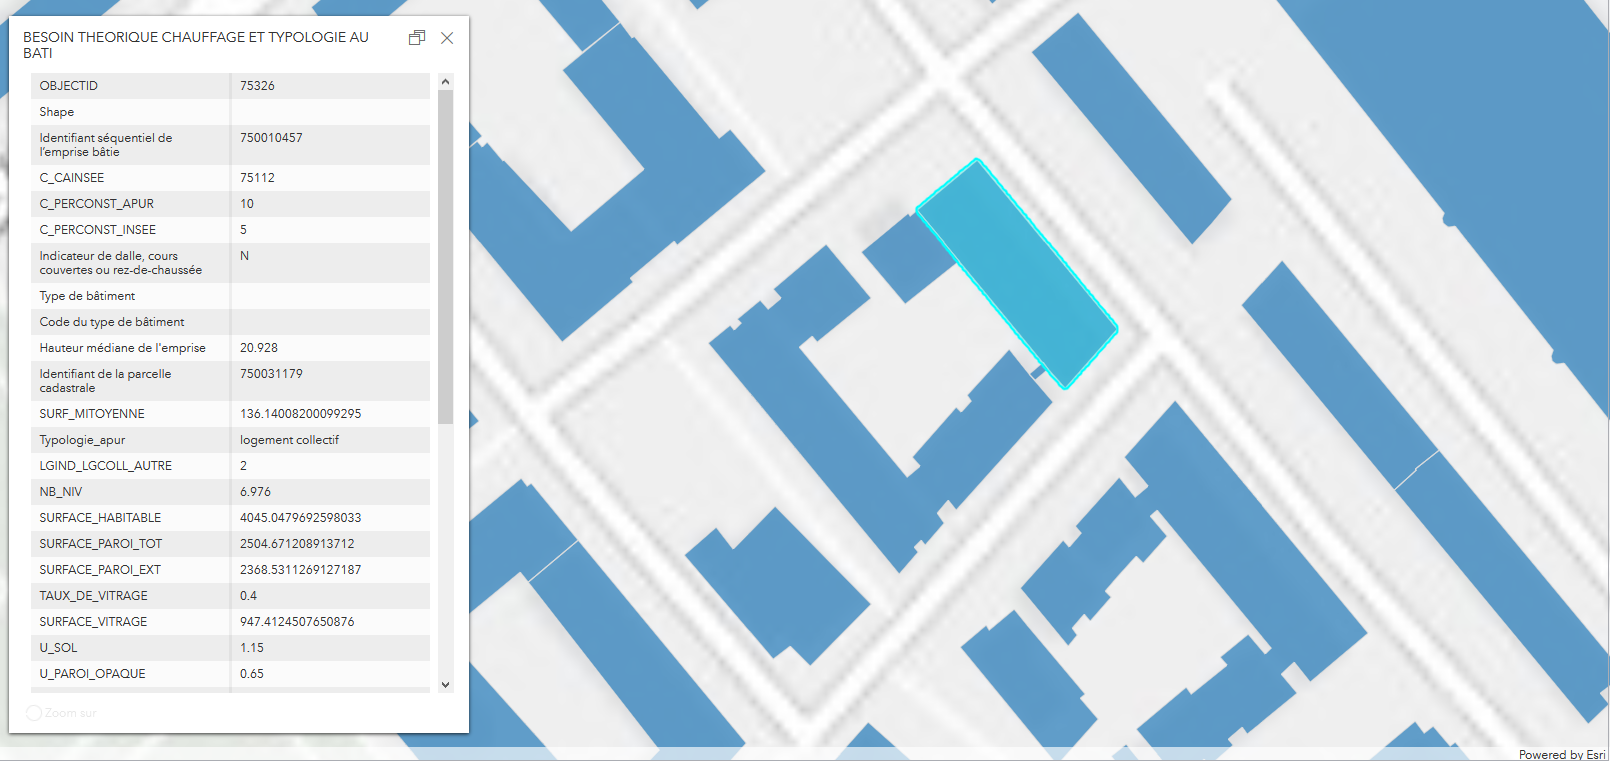 BESOIN THEORIQUE CHAUFFAGE ET TYPOLOGIE AU
BATI
OBJECTID 75326
Shape
Identifiant séquentiel de
l’emprise bâtie 750010457
C_CAINSEE 75112
C_PERCONST_APUR 10
C_PERCONST_INSEE 5
Indicateur de dalle, cours
couvertes ou rez-de-chaussée N
Type de bâtiment
Code du type de bâtiment
Hauteur médiane de l'emprise 20.928
Identifiant de la parcelle
cadastrale 750031179
SURF_MITOYENNE 136.14008200099295
Typologie_apur logement collectif
LGIND_LGCOLL_AUTRE 2
NB_NIV 6.976
SURFACE_HABITABLE 4045.0479692598033
SURFACE_PAROI_TOT 2504.671208913712
SURFACE_PAROI_EXT 2368.5311269127187
TAUX_DE_VITRAGE 0.4
SURFACE_VITRAGE 947.4124507650876
U_SOL 1.15
U_PAROI_OPAQUE 0.65
Zoom sur
Powered by Esri